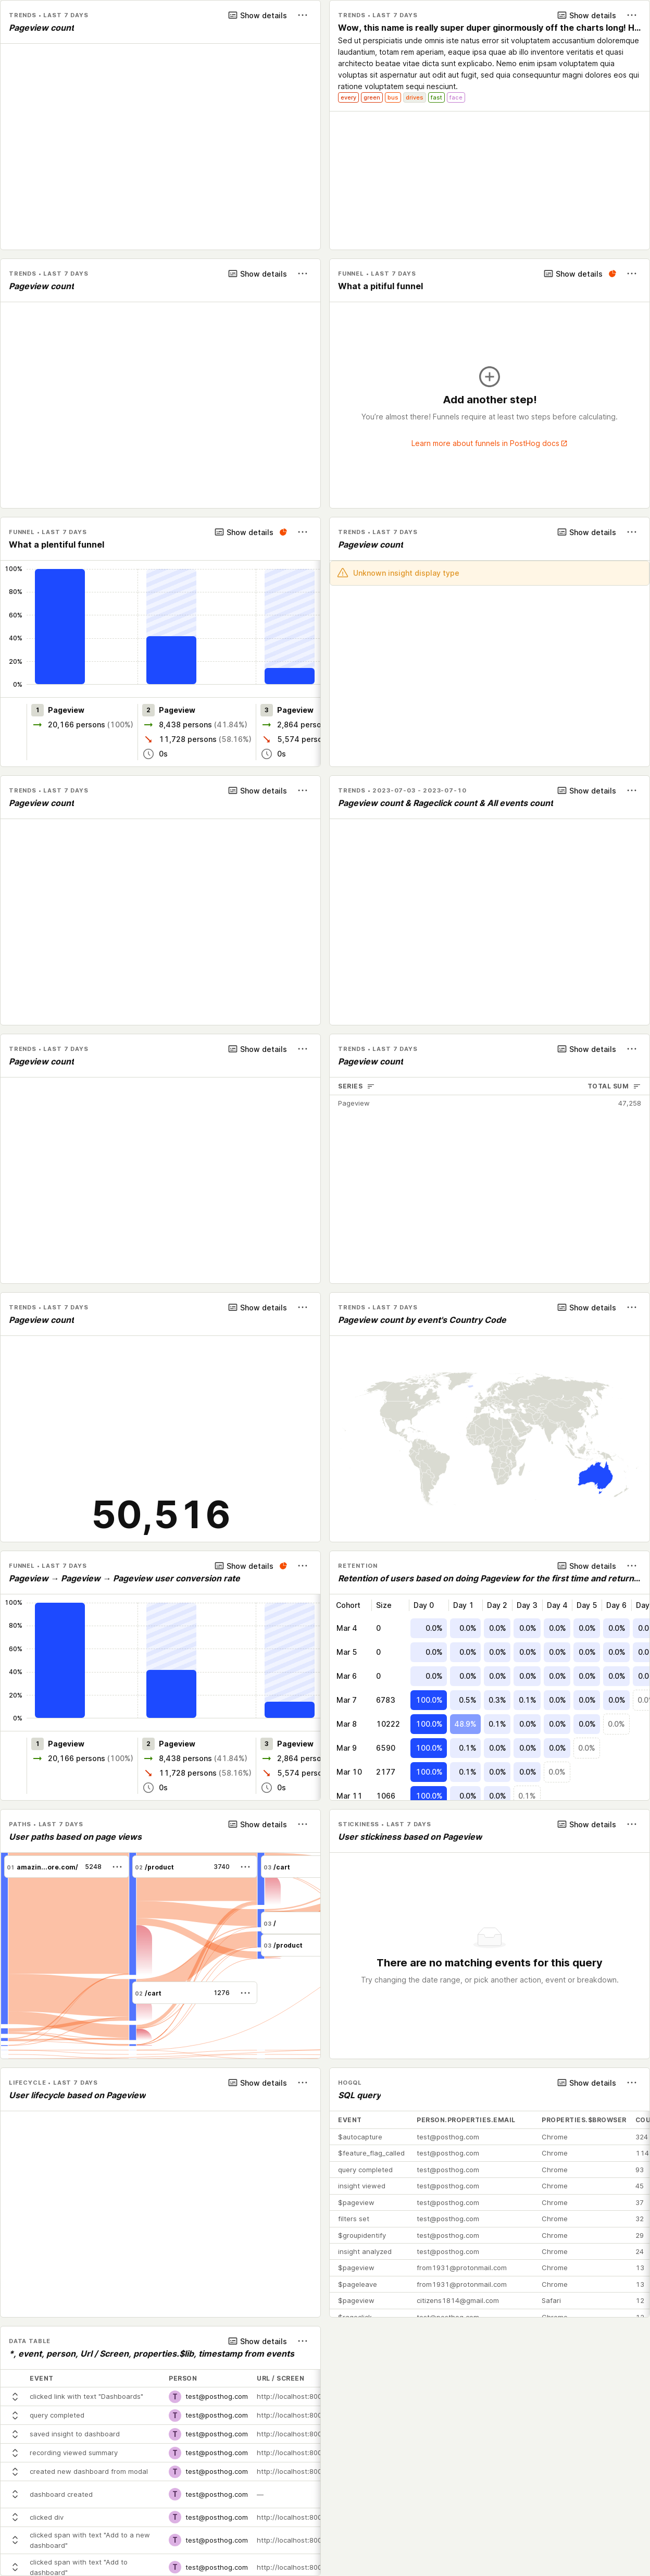 TRENDS • LAST 7 DAYS
Show details
Pageview count
TRENDS • LAST 7 DAYS
Show details
Wow, this name is really super duper ginormously off the charts long! H...
Sed ut perspiciatis unde omnis iste natus error sit voluptatem accusantium doloremque
laudantium, totam rem aperiam, eaque ipsa quae ab illo inventore veritatis et quasi
architecto beatae vitae dicta sunt explicabo. Nemo enim ipsam voluptatem quia
voluptas sit aspernatur aut odit aut fugit, sed quia consequuntur magni dolores eos qui
ratione voluptatem sequi nesciunt.
every green bus drives fast face
TRENDS • LAST 7 DAYS
Show details
Pageview count
FUNNEL • LAST 7 DAYS
Show details
What a pitiful funnel
Add another step!
You're almost there! Funnels require at least two steps before calculating.
Learn more about funnels in PostHog docs
FUNNEL • LAST 7 DAYS
Show details
What a plentiful funnel
100%
80%
60%
40%
20%
0%
1 Pageview
20,166 persons (100%)
2 Pageview
8,438 persons (41.84%)
11,728 persons (58.16%)
0s
3 Pageview
2,864 perso
5,574 perso
0s
TRENDS • LAST 7 DAYS
Show details
Pageview count
Unknown insight display type
TRENDS • LAST 7 DAYS
Show details
Pageview count
TRENDS • 2023-07-03 - 2023-07-10
Show details
Pageview count & Rageclick count & All events count
TRENDS • LAST 7 DAYS
Show details
Pageview count
TRENDS • LAST 7 DAYS
Show details
Pageview count
SERIES TOTAL SUM
Pageview 47,258
TRENDS • LAST 7 DAYS
Show details
Pageview count
50,516
TRENDS • LAST 7 DAYS
Show details
Pageview count by event's Country Code
FUNNEL • LAST 7 DAYS
Show details
Pageview → Pageview → Pageview user conversion rate
100%
80%
60%
40%
20%
0%
1 Pageview
20,166 persons (100%)
2 Pageview
8,438 persons (41.84%)
11,728 persons (58.16%)
0s
3 Pageview
2,864 perso
5,574 perso
0s
RETENTION
Show details
Retention of users based on doing Pageview for the first time and return...
Cohort Size Day 0 Day 1 Day 2 Day 3 Day 4 Day 5 Day 6 Day
Mar 4 0 0.0% 0.0% 0.0% 0.0% 0.0% 0.0% 0.0% 0.0
Mar 5 0 0.0% 0.0% 0.0% 0.0% 0.0% 0.0% 0.0% 0.0
Mar 6 0 0.0% 0.0% 0.0% 0.0% 0.0% 0.0% 0.0% 0.0
Mar 7 6783 100.0% 0.5% 0.3% 0.1% 0.0% 0.0% 0.0% 0.0
Mar 8 10222 100.0% 48.9% 0.1% 0.0% 0.0% 0.0% 0.0%
Mar 9 6590 100.0% 0.1% 0.0% 0.0% 0.0% 0.0%
Mar 10 2177 100.0% 0.1% 0.0% 0.0% 0.0%
Mar 11 1066 100.0% 0.0% 0.0% 0.1%
PATHS • LAST 7 DAYS
Show details
User paths based on page views
01 amazin...ore.com/ 5248
02 /product 3740
03 /cart
03 /
03 /product
02 /cart 1276
STICKINESS • LAST 7 DAYS
Show details
User stickiness based on Pageview
There are no matching events for this query
Try changing the date range, or pick another action, event or breakdown.
LIFECYCLE • LAST 7 DAYS
Show details
User lifecycle based on Pageview
HOGQL
Show details
SQL query
EVENT PERSON.PROPERTIES.EMAIL PROPERTIES.$BROWSER COU
$autocapture test@posthog.com Chrome 324
$feature_flag_called test@posthog.com Chrome 114
query completed test@posthog.com Chrome 93
insight viewed test@posthog.com Chrome 45
$pageview test@posthog.com Chrome 37
filters set test@posthog.com Chrome 32
$groupidentify test@posthog.com Chrome 29
insight analyzed test@posthog.com Chrome 24
$pageview from1931@protonmail.com Chrome 13
$pageleave from1931@protonmail.com Chrome 13
$pageview citizens1814@gmail.com Safari 12
DATA TABLE
Show details
*, event, person, Url / Screen, properties.$lib, timestamp from events
EVENT PERSON URL / SCREEN
clicked link with text "Dashboards" T test@posthog.com http://localhost:800
query completed T test@posthog.com http://localhost:800
saved insight to dashboard T test@posthog.com http://localhost:800
recording viewed summary T test@posthog.com http://localhost:800
created new dashboard from modal T test@posthog.com http://localhost:800
dashboard created T test@posthog.com —
clicked div T test@posthog.com http://localhost:800
clicked span with text "Add to a new
dashboard" T test@posthog.com http://localhost:800
clicked span with text "Add to
dashboard" T test@posthog.com http://localhost:800